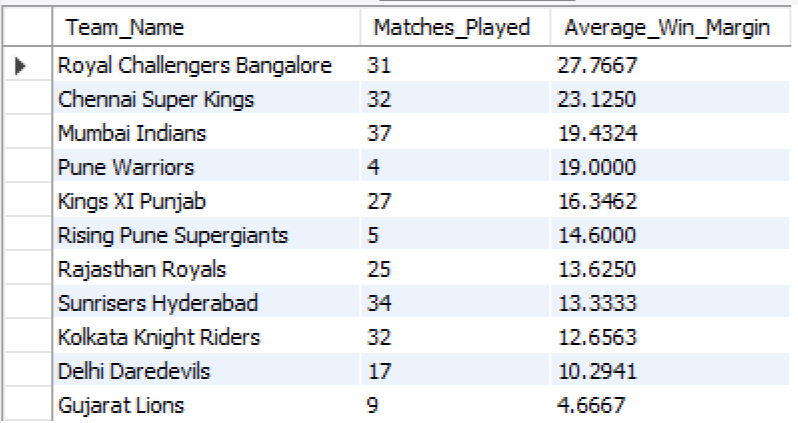 Team_Name Matches_Played Average_Win_Margin
Royal Challengers Bangalore 31 27.7667
Chennai Super Kings 32 23.1250
Mumbai Indians 37 19.4324
Pune Warriors 4 19.0000
Kings XI Punjab 27 16.3462
Rising Pune Supergiants 5 14.6000
Rajasthan Royals 25 13.6250
Sunrisers Hyderabad 34 13.3333
Kolkata Knight Riders 32 12.6563
Delhi Daredevils 17 10.2941
Gujarat Lions 9 4.6667